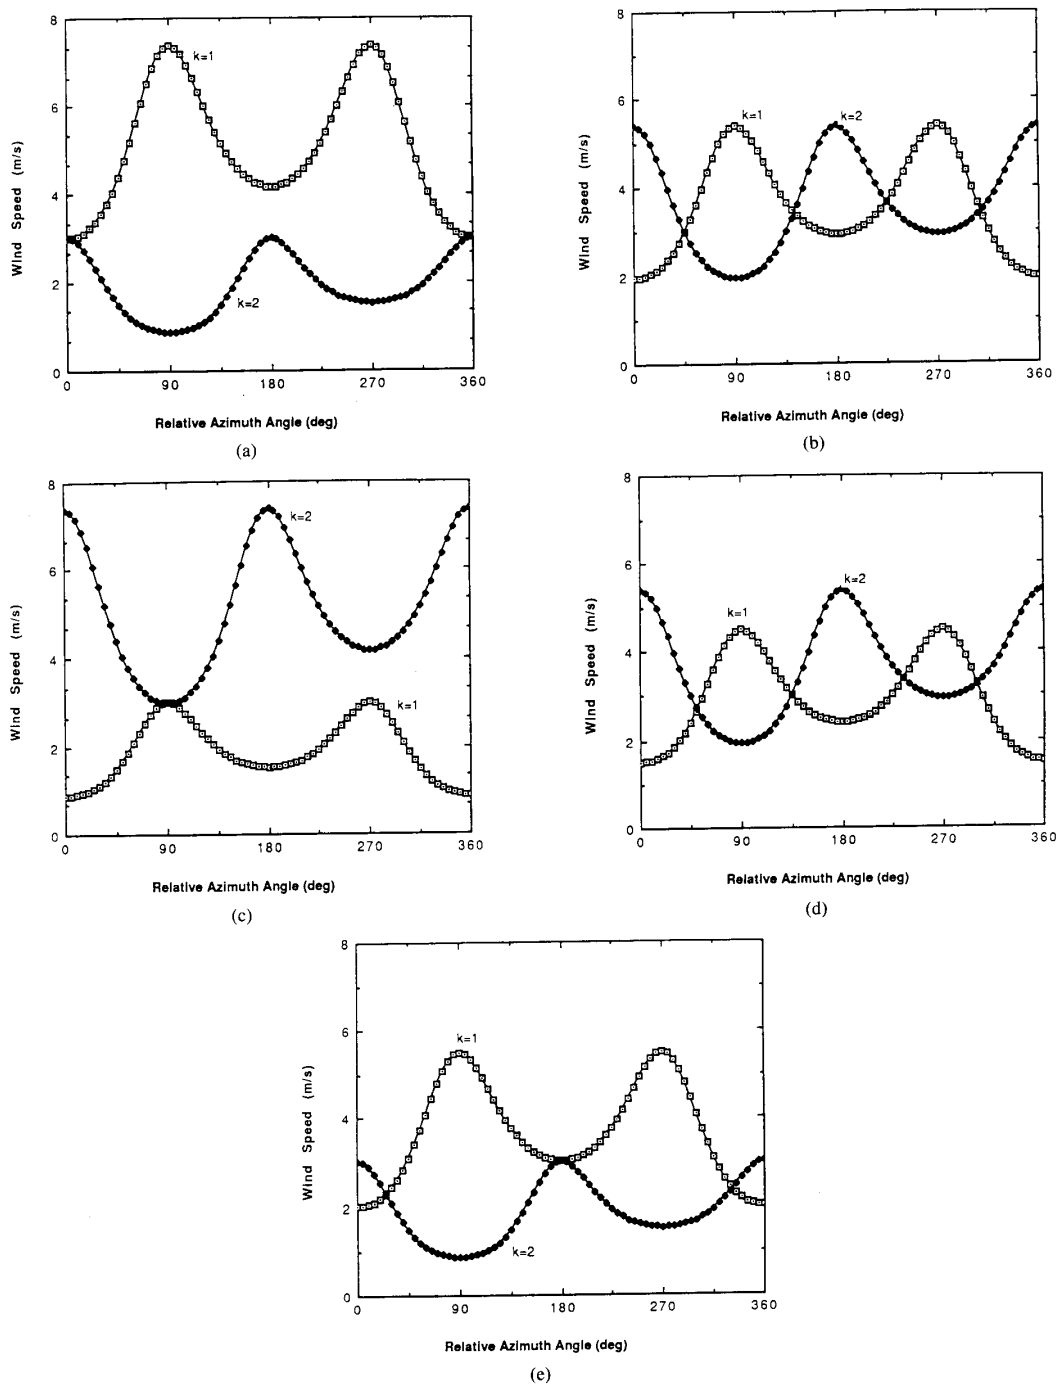 8
6
4
2
0
Wind Speed (m/s)
k=1
k=2
0 90 180 270 360
Relative Azimuth Angle (deg)
(a)
8
6
4
2
0
Wind Speed (m/s)
k=1
k=2
0 90 180 270 360
Relative Azimuth Angle (deg)
(b)
8
6
4
2
0
Wind Speed (m/s)
k=2
k=1
0 90 180 270 360
Relative Azimuth Angle (deg)
(c)
8
6
4
2
0
Wind Speed (m/s)
k=2
k=1
0 90 180 270 360
Relative Azimuth Angle (deg)
(d)
8
6
4
2
0
Wind Speed (m/s)
k=1
k=2
0 90 180 270 360
Relative Azimuth Angle (deg)
(e)